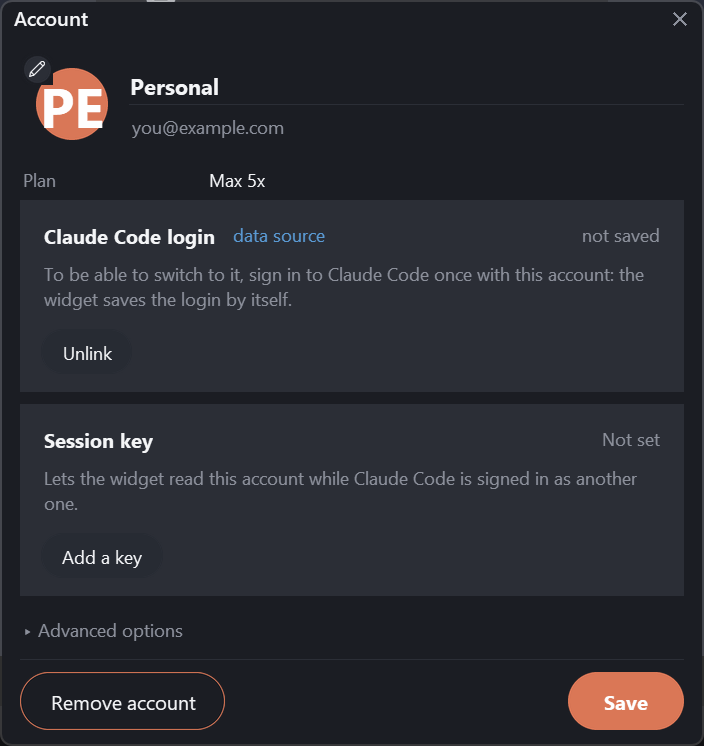 Account
PE
Personal
you@example.com
Plan Max 5x
Claude Code login data source not saved
To be able to switch to it, sign in to Claude Code once with this account: the
widget saves the login by itself.
Unlink
Session key Not set
Lets the widget read this account while Claude Code is signed in as another
one.
Add a key
Advanced options
Remove account Save